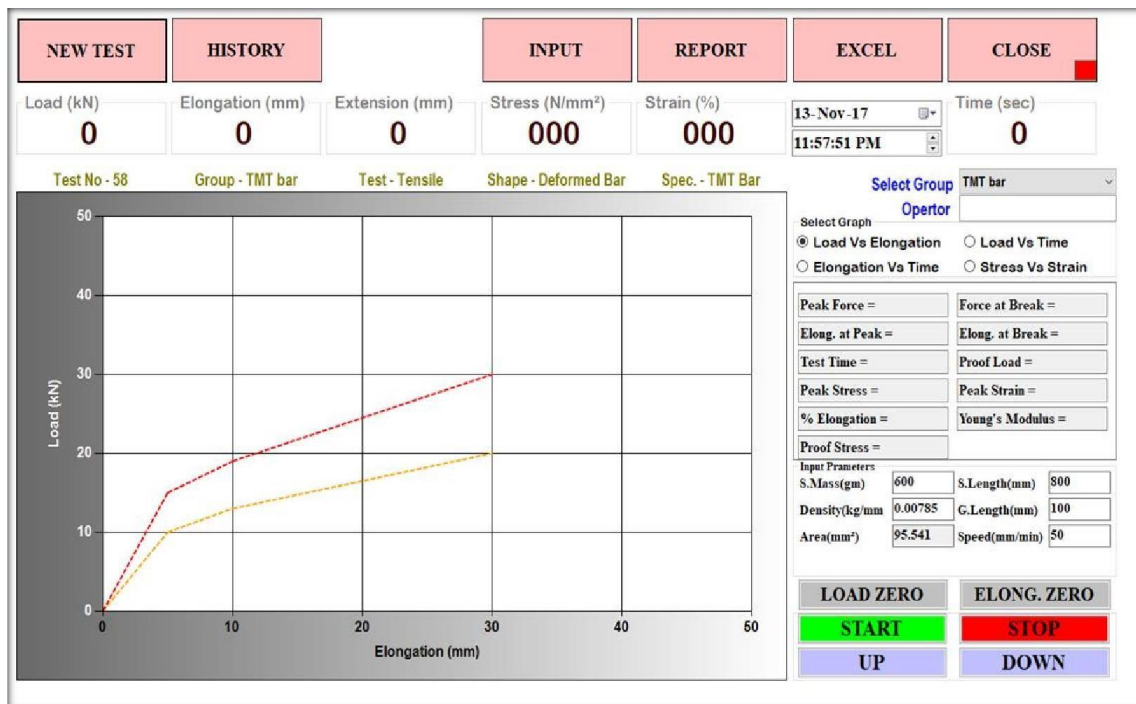 NEW TEST
HISTORY
INPUT
REPORT
EXCEL
CLOSE
Load (kN)
0
Elongation (mm)
0
Extension (mm)
0
Stress (N/mm²)
000
Strain (%)
000
13-Nov-17
11:57:51 PM
Time (sec)
0
Test No - 58
Group - TMT bar
Test - Tensile
Shape - Deformed Bar
Spec. - TMT Bar
Select Group TMT bar
Opertor
Select Graph
Load Vs Elongation
Load Vs Time
Elongation Vs Time
Stress Vs Strain
50
40
30
20
10
0
Load (kN)
0
10
20
30
40
50
Elongation (mm)
Peak Force =
Force at Break =
Elong. at Peak =
Elong. at Break =
Test Time =
Proof Load =
Peak Stress =
Peak Strain =
% Elongation =
Young's Modulus =
Proof Stress =
Input Prameters
S.Mass(gm) 600
S.Length(mm) 800
Density(kg/mm 0.00785
G.Length(mm) 100
Area(mm²) 95.541
Speed(mm/min) 50
LOAD ZERO
ELONG. ZERO
START
STOP
UP
DOWN